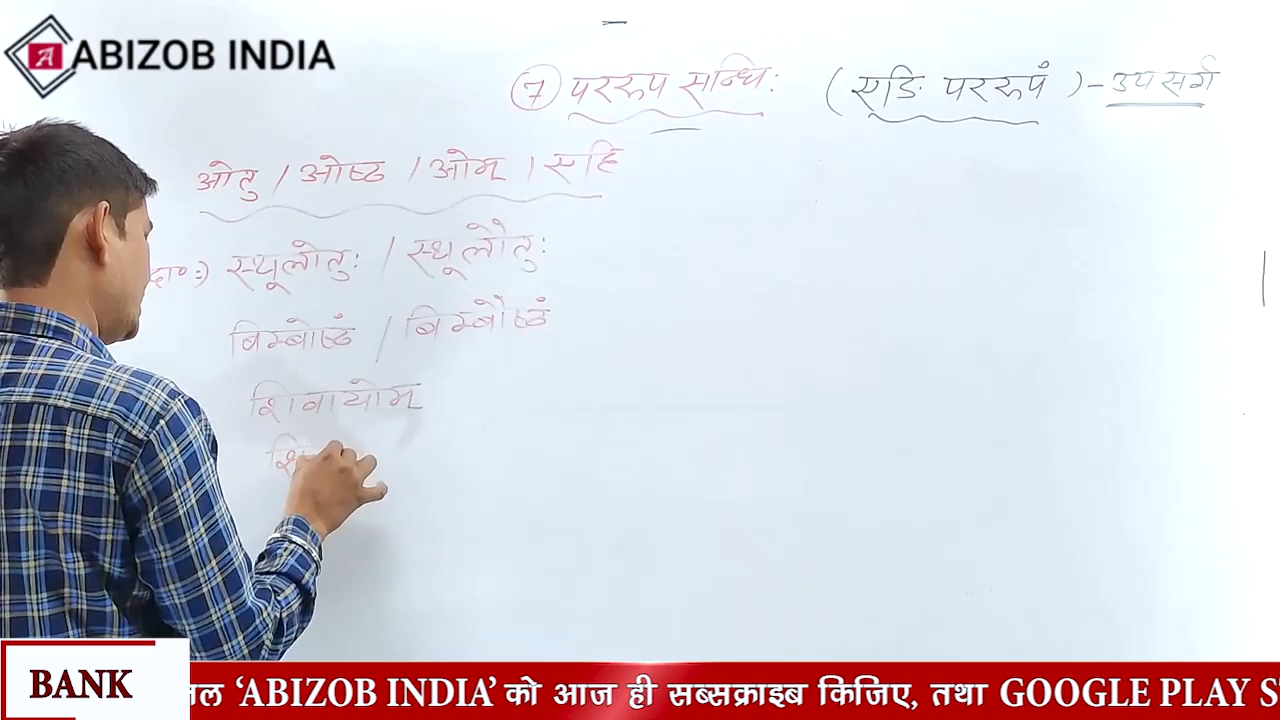 ABIZOB INDIA
7 पररुप सन्धिः (एङि पररुपं) - उपसर्ग
ओतु / ओष्ठ / ओम् / एहि
स्थूलोतुः / स्थूलौतुः
बिम्बोष्ठं / बिम्बौष्ठं
शिवायोम्
BANK
'ABIZOB INDIA' को आज ही सब्सक्राइब किजिए, तथा GOOGLE PLAY